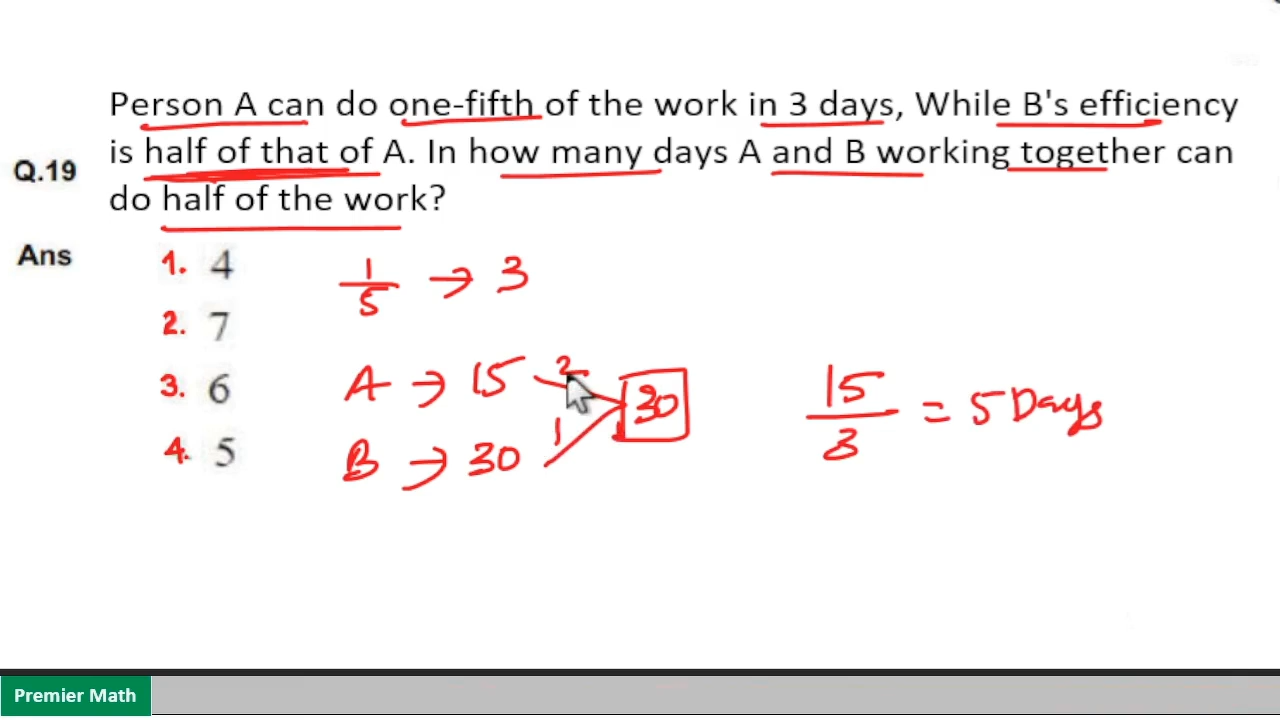 Person A can do one-fifth of the work in 3 days, While B's efficiency
is half of that of A. In how many days A and B working together can
do half of the work?
Q.19
Ans
1. 4
2. 7
3. 6
4. 5
1/5 → 3
A → 15 2
B → 30 1
30
15/3 = 5 Days
Premier Math